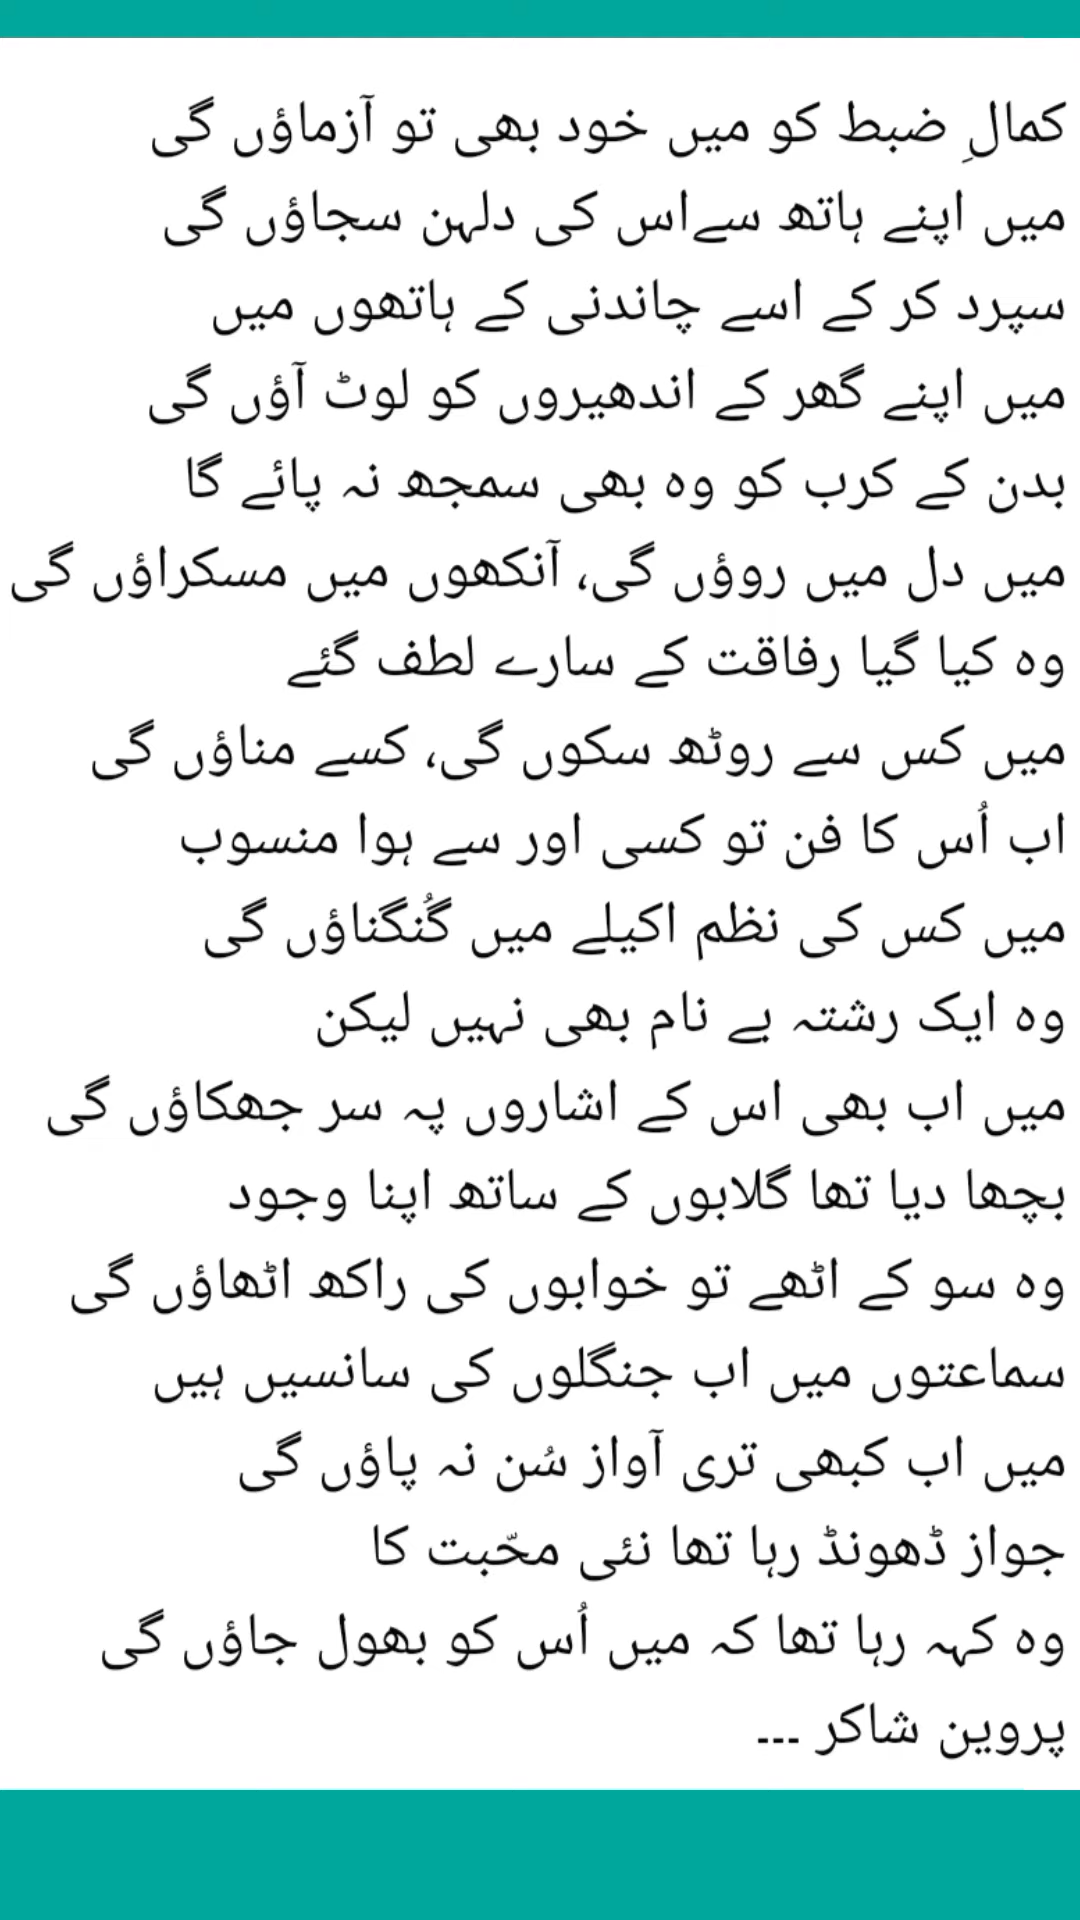 کمالِ ضبط کو میں خود بھی تو آزماؤں گی
میں اپنے ہاتھ سےاس کی دلہن سجاؤں گی
سپرد کر کے اسے چاندنی کے ہاتھوں میں
میں اپنے گھر کے اندھیروں کو لوٹ آؤں گی
بدن کے کرب کو وہ بھی سمجھ نہ پائے گا
میں دل میں روؤں گی، آنکھوں میں مسکراؤں گی
وہ کیا گیا رفاقت کے سارے لطف گئے
میں کس سے روٹھ سکوں گی، کسے مناؤں گی
اب اُس کا فن تو کسی اور سے ہوا منسوب
میں کس کی نظم اکیلے میں گُنگناؤں گی
وہ ایک رشتہ بے نام بھی نہیں لیکن
میں اب بھی اس کے اشاروں پہ سر جھکاؤں گی
بچھا دیا تھا گلابوں کے ساتھ اپنا وجود
وہ سو کے اٹھے تو خوابوں کی راکھ اٹھاؤں گی
سماعتوں میں اب جنگلوں کی سانسیں ہیں
میں اب کبھی تری آواز سُن نہ پاؤں گی
جواز ڈھونڈ رہا تھا نئی محّبت کا
وہ کہہ رہا تھا کہ میں اُس کو بھول جاؤں گی
پروین شاکر ---